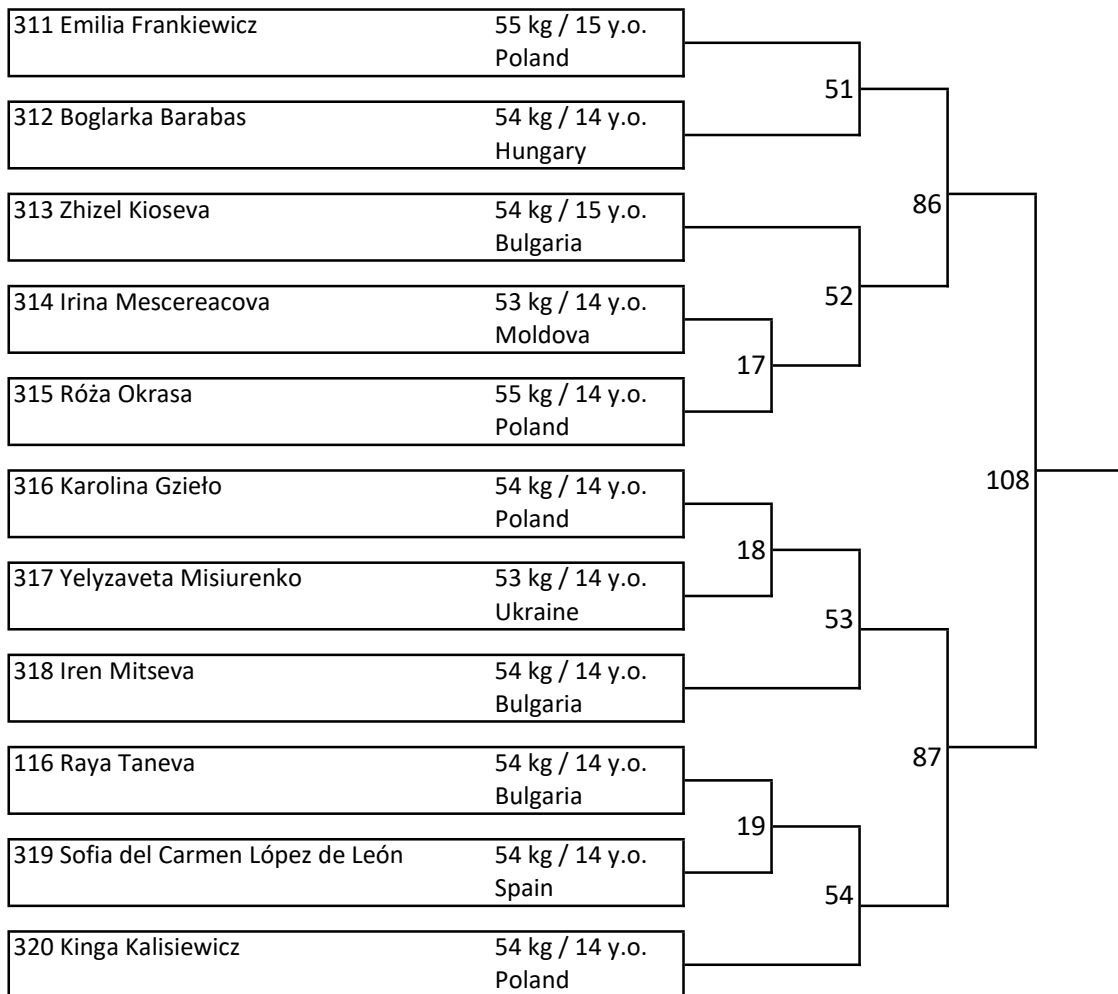 311 Emilia Frankiewicz 55 kg / 15 y.o.
Poland
51
312 Boglarka Barabas 54 kg / 14 y.o.
Hungary
313 Zhizel Kioseva 54 kg / 15 y.o.
86
Bulgaria
314 Irina Mescereacova 53 kg / 14 y.o.
52
Moldova
17
315 Róża Okrasa 55 kg / 14 y.o.
Poland
316 Karolina Gzieło 54 kg / 14 y.o.
108
Poland
18
317 Yelyzaveta Misiurenko 53 kg / 14 y.o.
Ukraine
53
318 Iren Mitseva 54 kg / 14 y.o.
Bulgaria
87
116 Raya Taneva 54 kg / 14 y.o.
Bulgaria
19
319 Sofia del Carmen López de León 54 kg / 14 y.o.
Spain
54
320 Kinga Kalisiewicz 54 kg / 14 y.o.
Poland